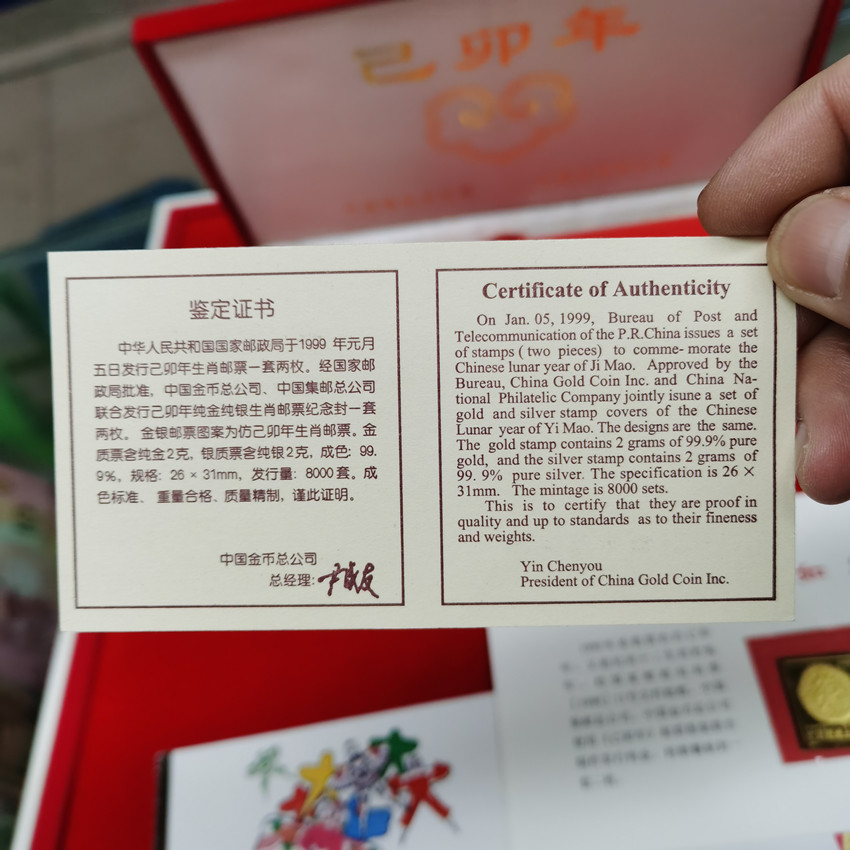 己卯年
鉴定证书
中华人民共和国国家邮政局于1999 年元月
五日发行己卯年生肖邮票一套两枚。经国家邮
政局批准, 中国金币总公司、中国集邮总公司
联合发行己卯年纯金纯银生肖邮票纪念封一套
两枚。 金银邮票图案为仿己卯年生肖邮票。金
质票含纯金2克, 银质票含纯银2克, 成色: 99.
9%, 规格: 26 × 31mm, 发行量: 8000 套。成
色标准、 重量合格、质量精制, 谨此证明。
中国金币总公司
总经理:
Certificate of Authenticity
On Jan. 05, 1999, Bureau of Post and
Telecommunication of the P.R.China issues a set
of stamps ( two pieces) to comme- morate the
Chinese lunar year of Ji Mao. Approved by the
Bureau, China Gold Coin Inc. and China Na-
tional Philatelic Company jointly isune a set of
gold and silver stamp covers of the Chinese
Lunar year of Yi Mao. The designs are the same.
The gold stamp contains 2 grams of 99.9% pure
gold, and the silver stamp contains 2 grams of
99. 9% pure silver. The specification is 26 ×
31mm. The mintage is 8000 sets.
This is to certify that they are proof in
quality and up to standards as to their fineness
and weights.
Yin Chenyou
President of China Gold Coin Inc.